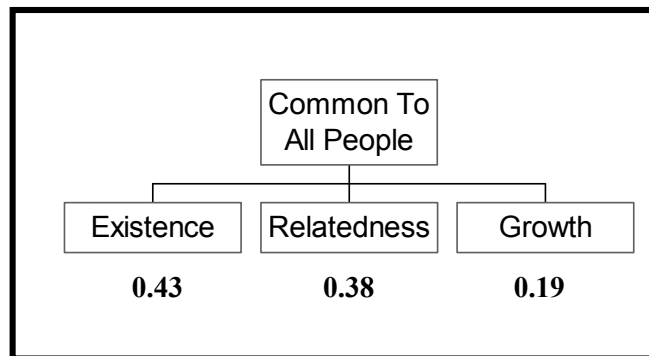 Common To
All People
Existence
Relatedness
Growth
0.43
0.38
0.19